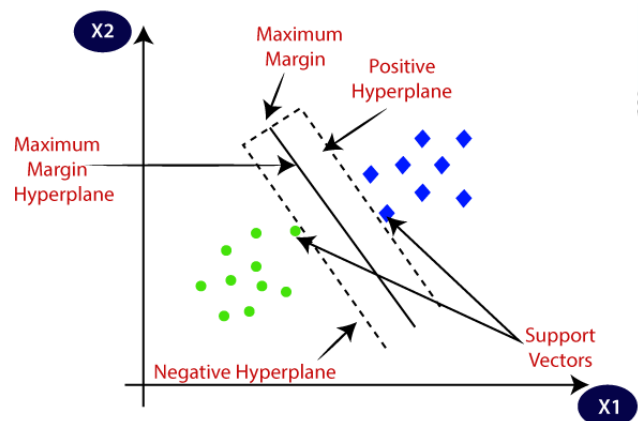 X2
Maximum
Margin
Positive
Hyperplane
Maximum
Margin
Hyperplane
Support
Vectors
Negative Hyperplane
X1